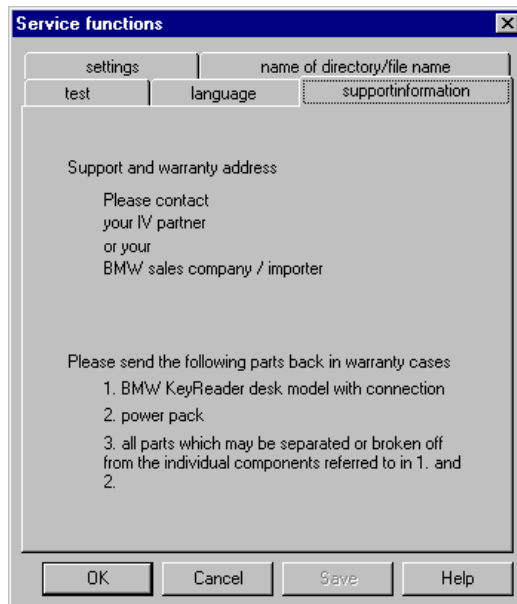 Service functions
settings
name of directory/file name
test
language
supportinformation
Support and warranty address
Please contact
your IV partner
or your
BMW sales company / importer
Please send the following parts back in warranty cases
1. BMW KeyReader desk model with connection
2. power pack
3. all parts which may be separated or broken off
from the individual components referred to in 1. and
2.
OK
Cancel
Save
Help